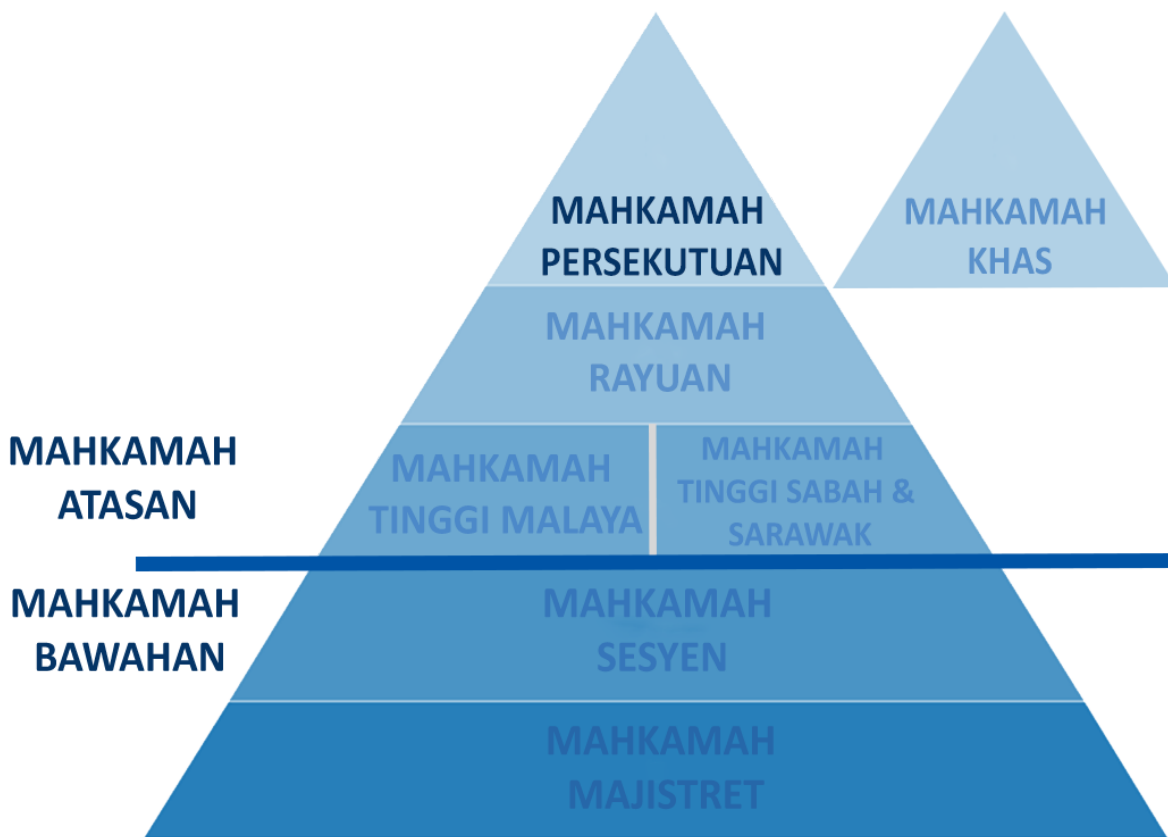 MAHKAMAH
PERSEKUTUAN
MAHKAMAH
KHAS
MAHKAMAH
RAYUAN
MAHKAMAH
ATASAN
MAHKAMAH
TINGGI MALAYA
MAHKAMAH
TINGGI SABAH &
SARAWAK
MAHKAMAH
BAWAHAN
MAHKAMAH
SESYEN
MAHKAMAH
MAJISTRET